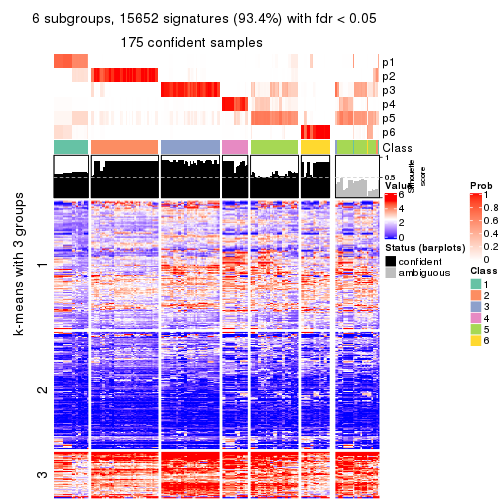 6 subgroups, 15652 signatures (93.4%) with fdr < 0.05
175 confident samples
p1
p2
p3
p4
p5
p6
Class
1
0.5
0
Silhouette
score
k-means with 3 groups
1
2
3
Value
6
4
2
0
Status (barplots)
confident
ambiguous
Prob
1
0.8
0.6
0.4
0.2
0
Class
1
2
3
4
5
6